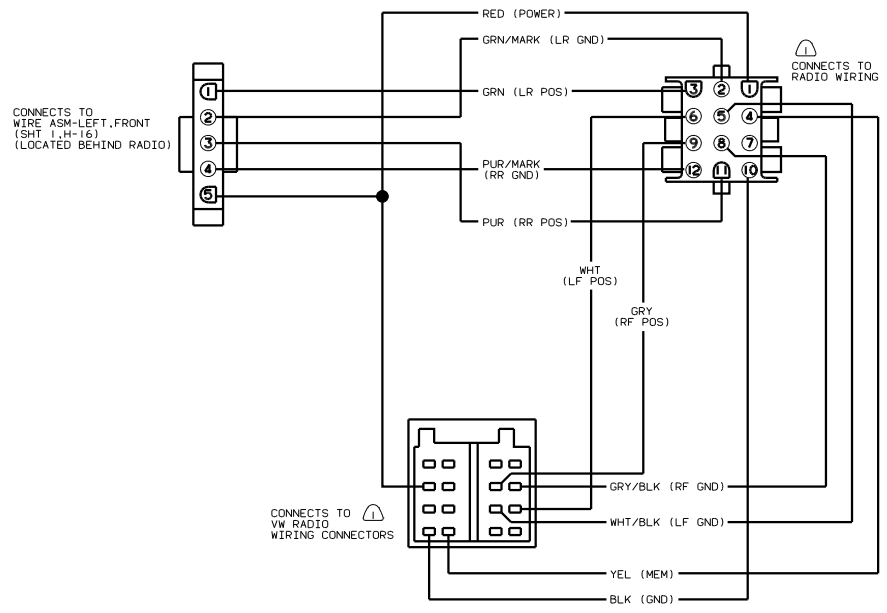 RED (POWER)
GRN/MARK (LR GND)
1
CONNECTS TO
RADIO WIRING
GRN (LR POS)
CONNECTS TO
WIRE ASM-LEFT,FRONT
(SHT 1,H-16)
(LOCATED BEHIND RADIO)
1
2
3
4
5
3 2 1
6 5 4
9 8 7
12 11 10
PUR/MARK
(RR GND)
PUR (RR POS)
WHT
(LF POS)
GRY
(RF POS)
GRY/BLK (RF GND)
CONNECTS TO 1
VW RADIO
WIRING CONNECTORS
WHT/BLK (LF GND)
YEL (MEM)
BLK (GND)